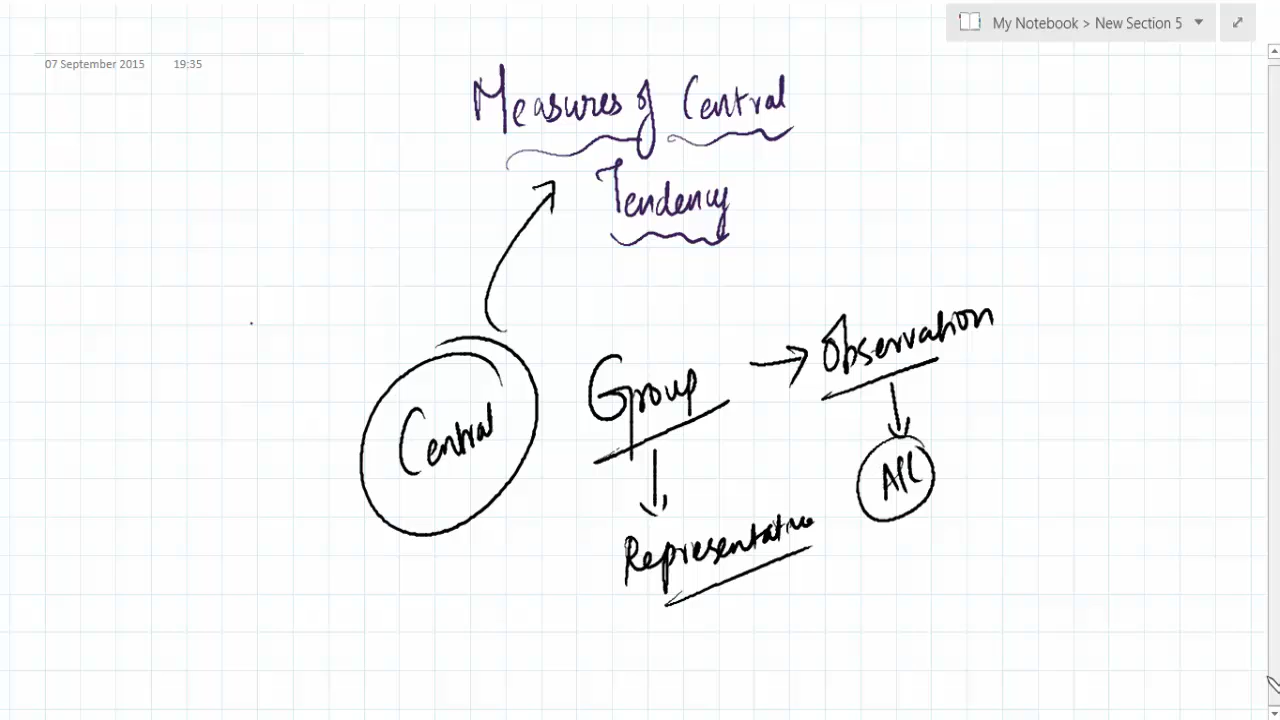 My Notebook > New Section 5
07 September 2015 19:35
Measures of Central
Tendency
Central
Group → Observation
All
Representative